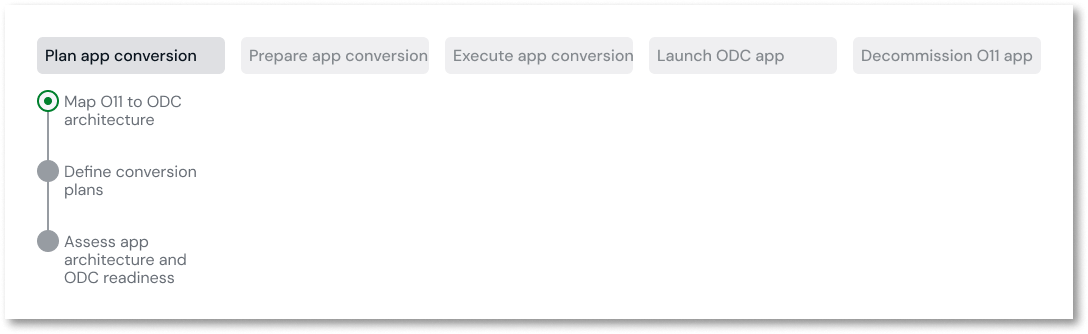 Plan app conversion
Prepare app conversion
Execute app conversion
Launch ODC app
Decommission O11 app
Map O11 to ODC
architecture
Define conversion
plans
Assess app
architecture and
ODC readiness